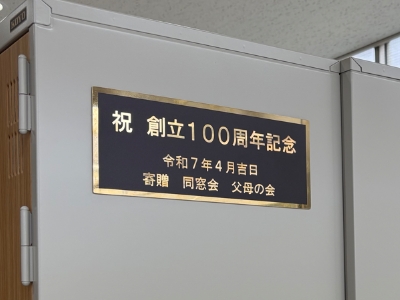 祝 創立100周年記念
令和7年4月吉日
寄贈 同窓会 父母の会